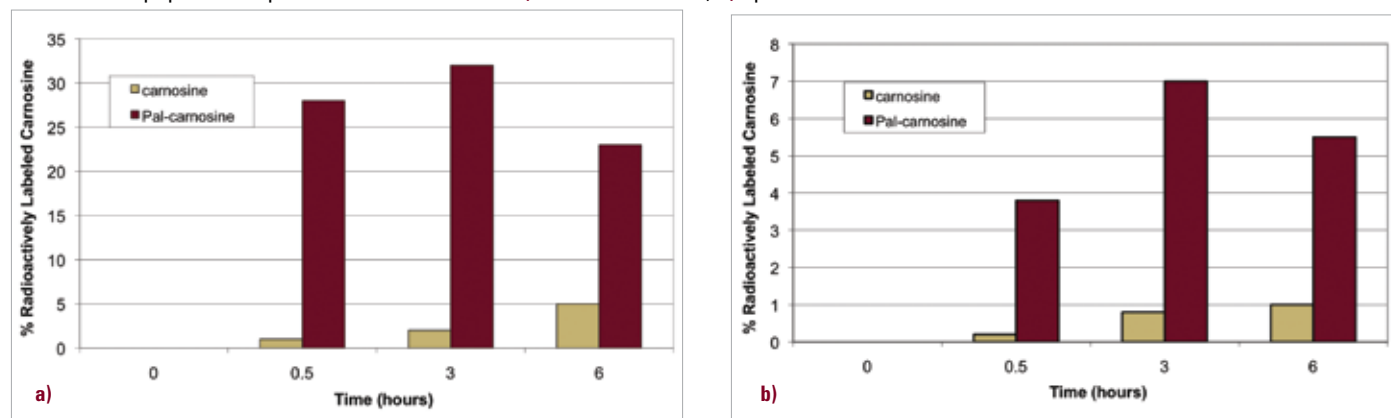 35
30
25
20
15
10
5
0
% Radioactively Labeled Carnosine
carnosine
Pal-carnosine
0 0.5 3 6
Time (hours)
a)
8
7
6
5
4
3
2
1
0
% Radioactively Labeled Carnosine
carnosine
Pal-carnosine
0 0.5 3 6
Time (hours)
b)